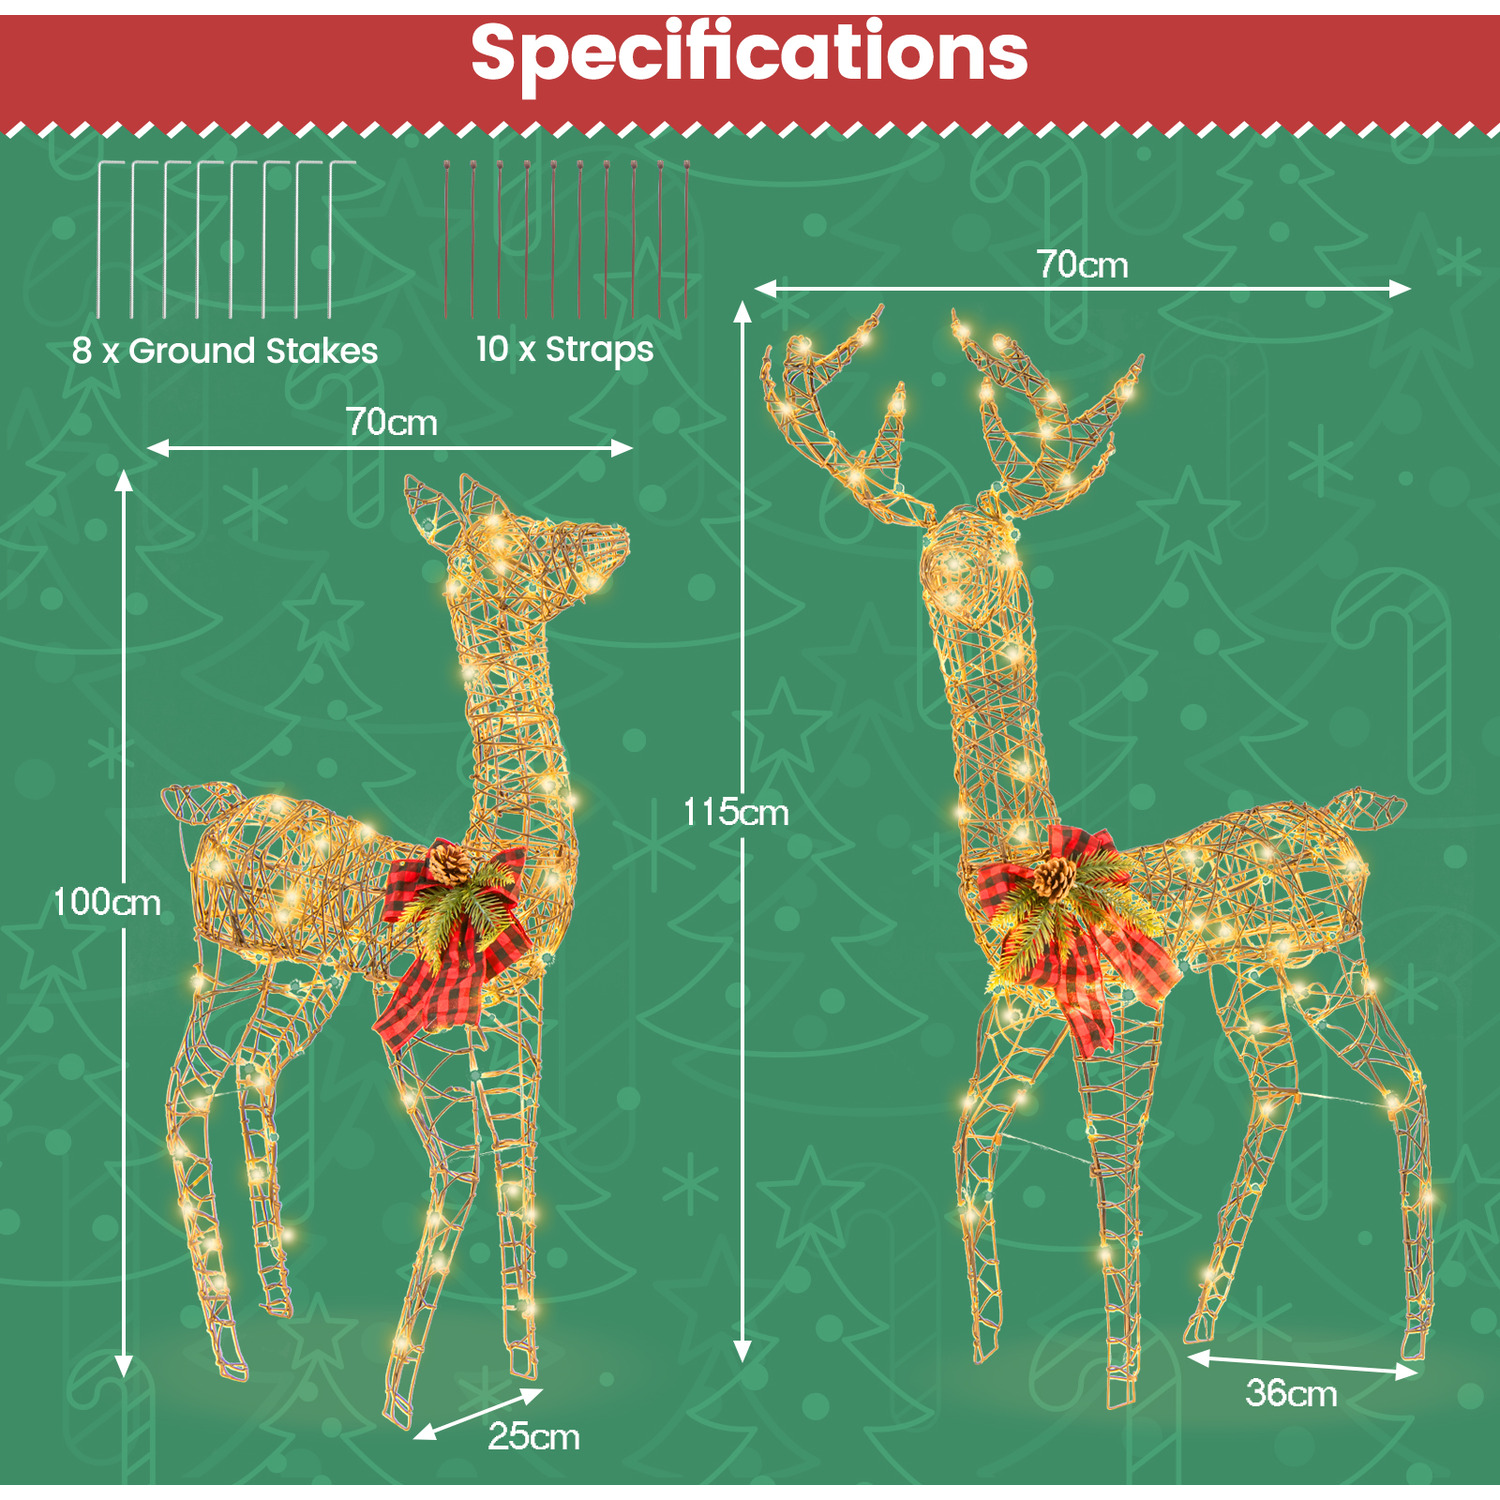 Specifications
8 x Ground Stakes
10 x Straps
70cm
100cm
25cm
70cm
115cm
36cm